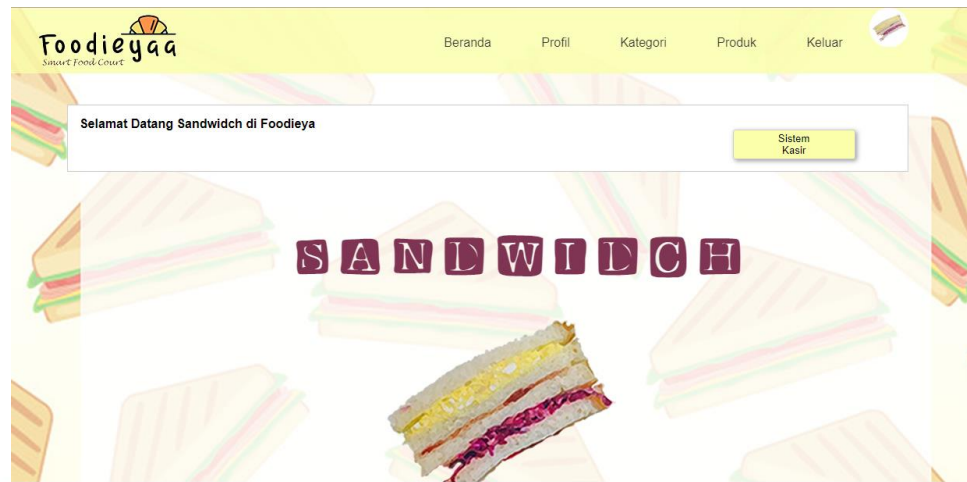 Foodieyaa
Smart Food Court
Beranda Profil Kategori Produk Keluar
Selamat Datang Sandwidch di Foodieya
Sistem
Kasir
SANDWIDCH